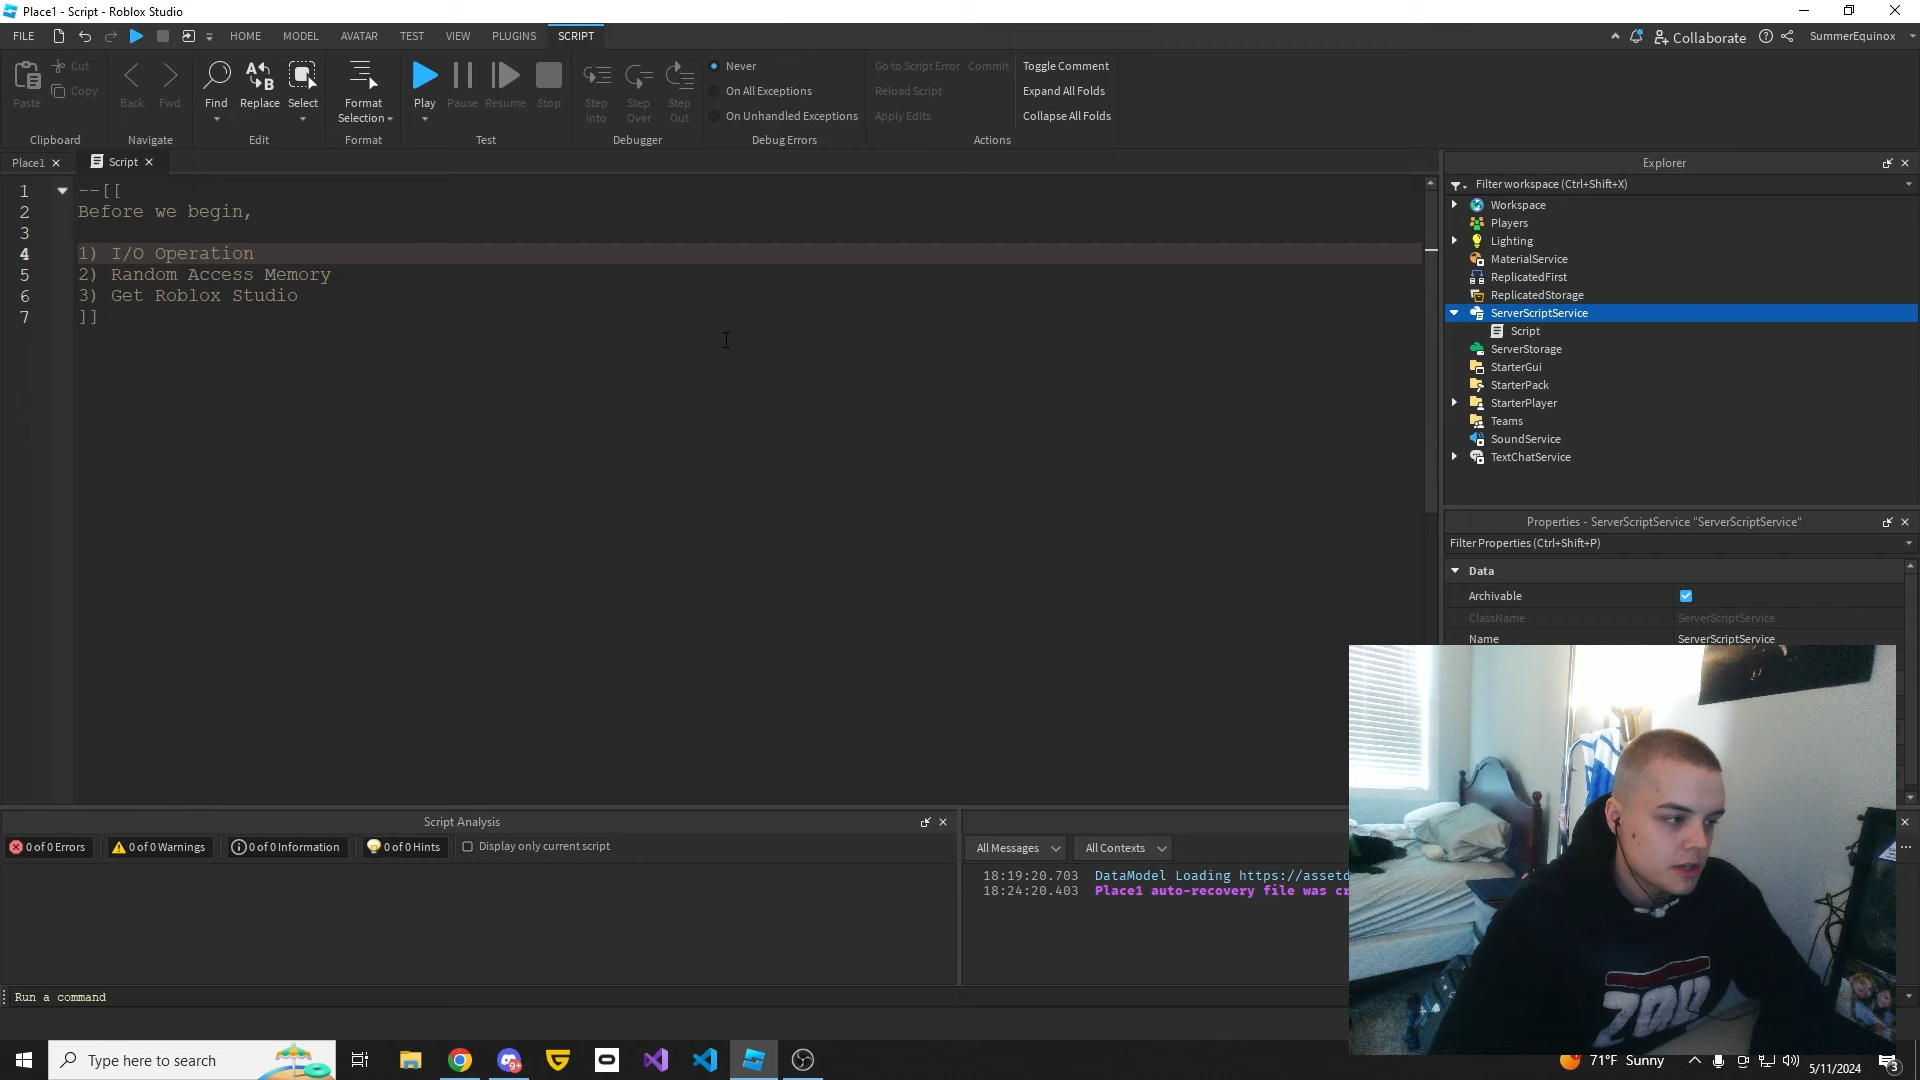 Place1 - Script - Roblox Studio
FILE HOME MODEL AVATAR TEST VIEW PLUGINS SCRIPT
Collaborate SummerEquinox
Paste Cut Copy
Clipboard
Back Fwd
Navigate
Find Replace Select
Edit
Format Selection
Format
Play Pause Resume Stop
Test
Step Into Step Over Step Out
Debugger
Never
On All Exceptions
On Unhandled Exceptions
Debug Errors
Go to Script Error Commit
Reload Script
Apply Edits
Toggle Comment
Expand All Folds
Collapse All Folds
Actions
Place1 Script
1 --[[
2 Before we begin,
3
4 1) I/O Operation
5 2) Random Access Memory
6 3) Get Roblox Studio
7 ]]
Explorer
Filter workspace (Ctrl+Shift+X)
Workspace
Players
Lighting
MaterialService
ReplicatedFirst
ReplicatedStorage
ServerScriptService
Script
ServerStorage
StarterGui
StarterPack
StarterPlayer
Teams
SoundService
TextChatService
Properties - ServerScriptService "ServerScriptService"
Filter Properties (Ctrl+Shift+P)
Data
Archivable
ClassName ServerScriptService
Name ServerScriptService
Script Analysis
0 of 0 Errors 0 of 0 Warnings 0 of 0 Information 0 of 0 Hints Display only current script
All Messages All Contexts
18:19:20.703 DataModel Loading https://assetd
18:24:20.403 Place1 auto-recovery file was cr
Run a command
Type here to search
9+
71°F Sunny
5/11/2024
3